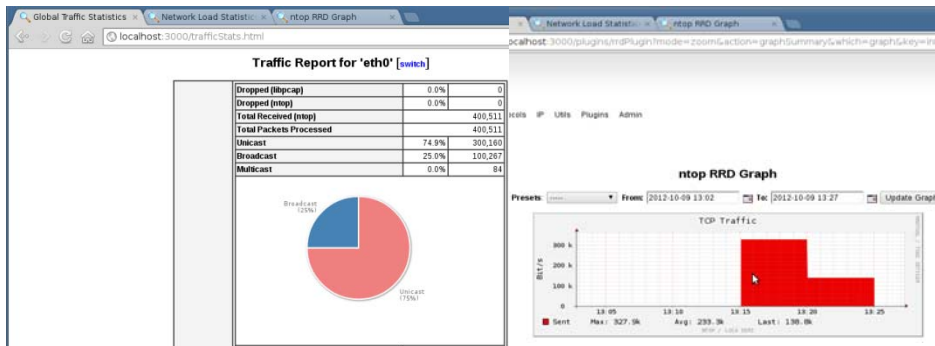 Global Traffic Statistics
Network Load Statistic
ntop RRD Graph
localhost:3000/trafficStats.html
Traffic Report for 'eth0' [switch]
Dropped (libpcap) 0.0% 0
Dropped (ntop) 0.0% 0
Total Received (ntop) 400,511
Total Packets Processed 400,511
Unicast 74.9% 300,160
Broadcast 25.0% 100,267
Multicast 0.0% 84
Broadcast
(25%)
Unicast
(75%)
Network Load Statistic
ntop RRD Graph
ocalhost:3000/plugins/rrdPlugin?mode=zoom&action=graphSummary&which=graph&key=in
ocols IP Utils Plugins Admin
ntop RRD Graph
Presets: ----- From: 2012-10-09 13:02 To: 2012-10-09 13:27 Update Graph
TCP Traffic
Bit/s
300 k
200 k
100 k
0
13:05 13:10 13:15 13:20 13:25
Sent Max: 327.9k Avg: 233.3k Last: 138.8k